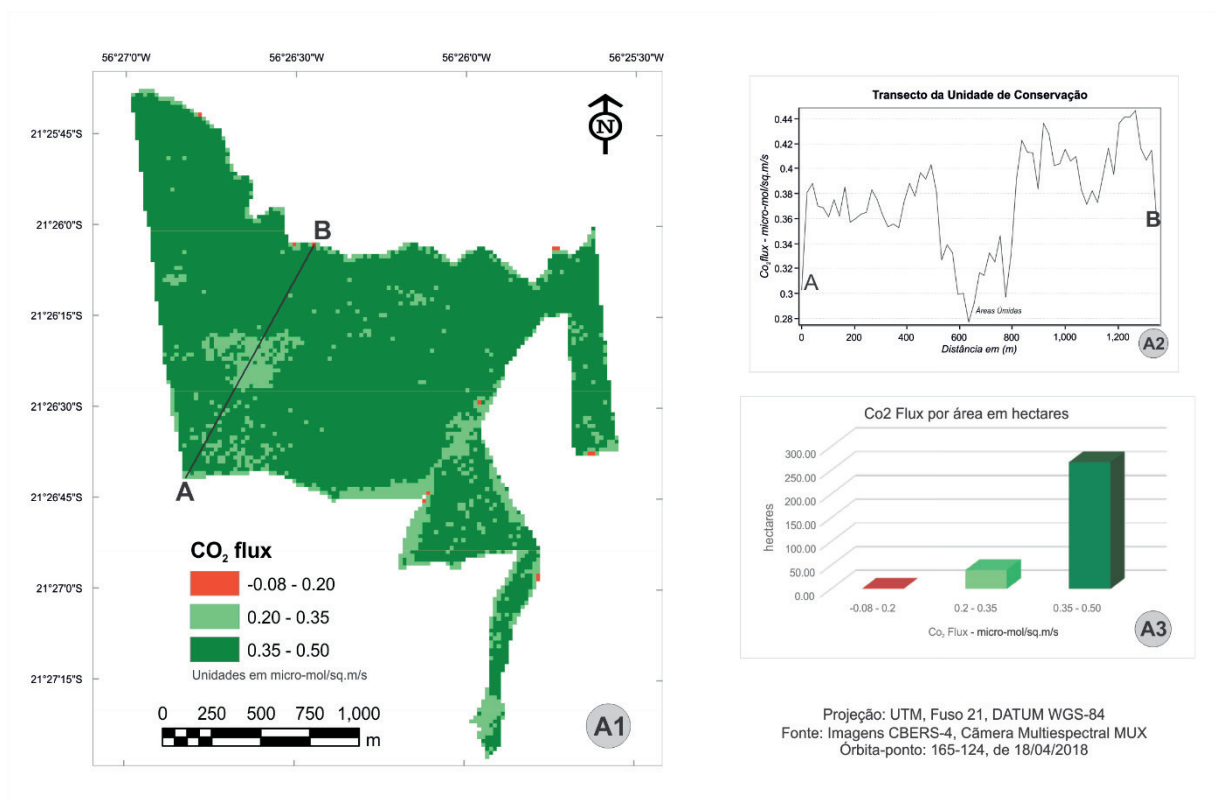 56°27'0"W 56°26'30"W 56°26'0"W 56°25'30"W
21°25'45"S
21°26'0"S
21°26'15"S
21°26'30"S
21°26'45"S
21°27'0"S
21°27'15"S
N
B
A
CO₂ flux
-0.08 - 0.20
0.20 - 0.35
0.35 - 0.50
Unidades em micro-mol/sq.m/s
0 250 500 750 1,000
m
A1
Transecto da Unidade de Conservação
Co₂flux - micro-mol/sq.m/s
0.44
0.42
0.4
0.38
0.36
0.34
0.32
0.3
0.28
A
B
Áreas Úmidas
0 200 400 600 800 1,000 1,200
Distância em (m)
A2
Co2 Flux por área em hectares
hectares
300.00
250.00
200.00
150.00
100.00
50.00
0.00
-0.08 - 0.2 0.2 - 0.35 0.35 - 0.50
Co₂ Flux - micro-mol/sq.m/s
A3
Projeção: UTM, Fuso 21, DATUM WGS-84
Fonte: Imagens CBERS-4, Cãmera Multiespectral MUX
Órbita-ponto: 165-124, de 18/04/2018